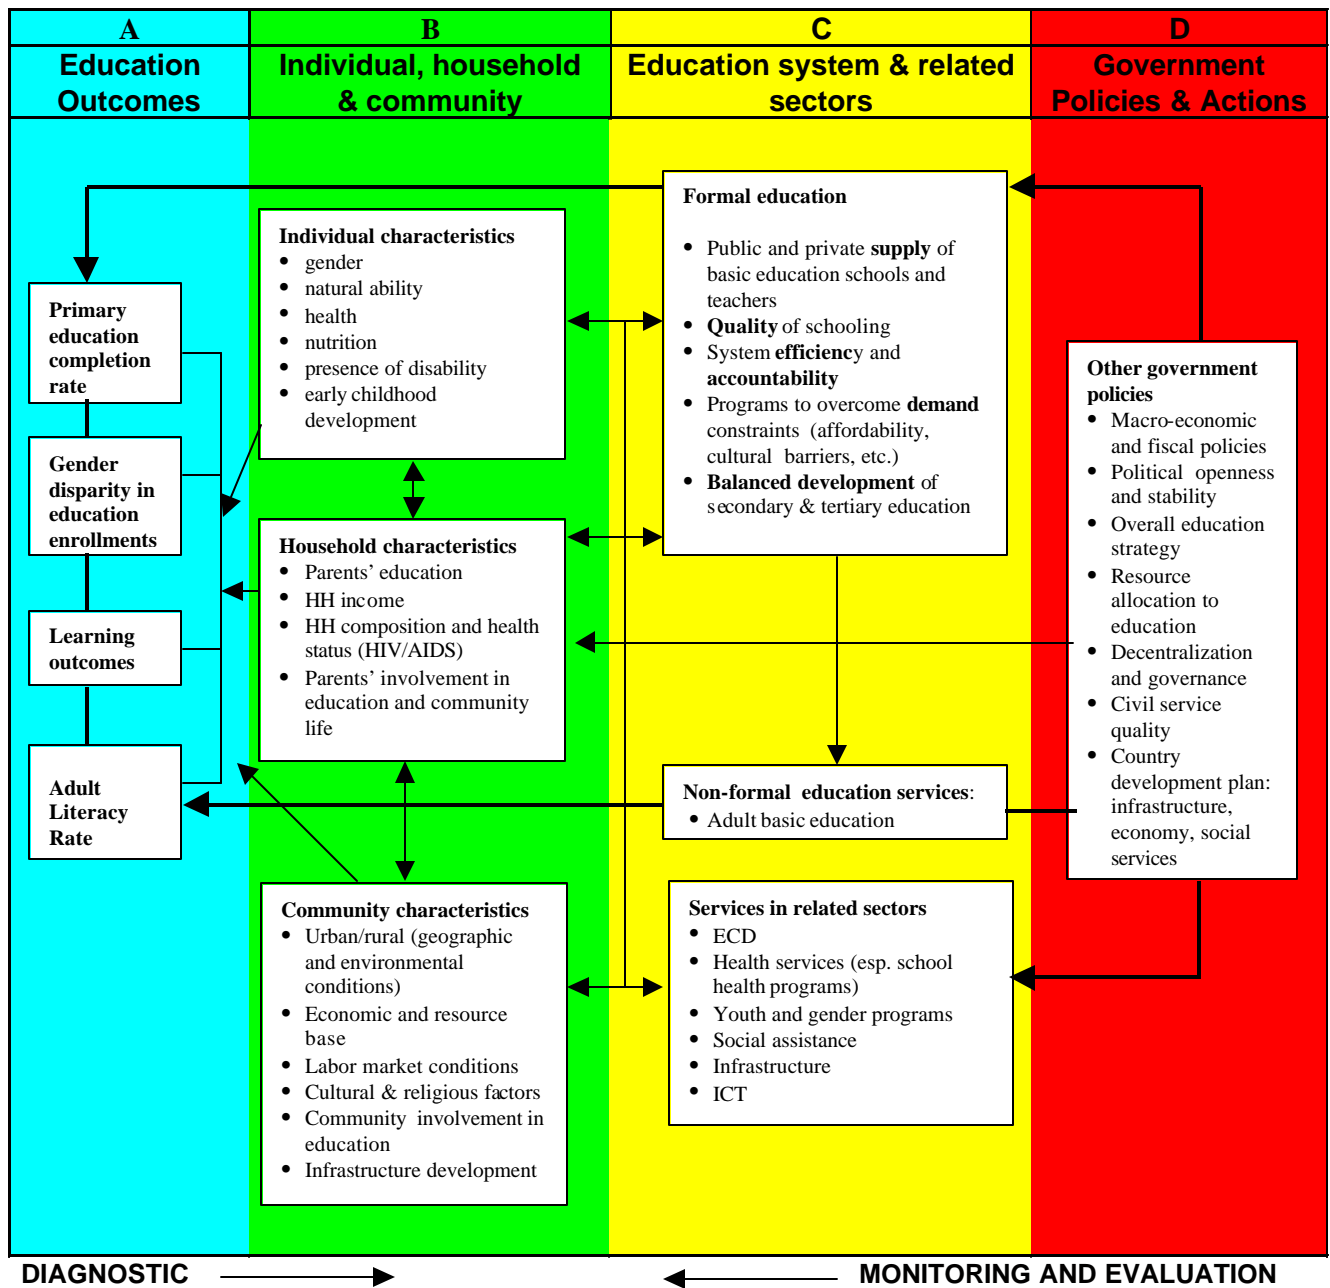 A
B
C
D
Education
Outcomes
Individual, household
& community
Education system & related
sectors
Government
Policies & Actions
Primary
education
completion
rate
Gender
disparity in
education
enrollments
Learning
outcomes
Adult
Literacy
Rate
Individual characteristics
• gender
• natural ability
• health
• nutrition
• presence of disability
• early childhood
development
Household characteristics
• Parents’ education
• HH income
• HH composition and health
status (HIV/AIDS)
• Parents’ involvement in
education and community
life
Community characteristics
• Urban/rural (geographic
and environmental
conditions)
• Economic and resource
base
• Labor market conditions
• Cultural & religious factors
• Community involvement in
education
• Infrastructure development
Formal education
• Public and private supply of
basic education schools and
teachers
• Quality of schooling
• System efficiency and
accountability
• Programs to overcome demand
constraints (affordability,
cultural barriers, etc.)
• Balanced development of
secondary & tertiary education
Non-formal education services:
• Adult basic education
Services in related sectors
• ECD
• Health services (esp. school
health programs)
• Youth and gender programs
• Social assistance
• Infrastructure
• ICT
Other government
policies
• Macro-economic
and fiscal policies
• Political openness
and stability
• Overall education
strategy
• Resource
allocation to
education
• Decentralization
and governance
• Civil service
quality
• Country
development plan:
infrastructure,
economy, social
services
DIAGNOSTIC
MONITORING AND EVALUATION